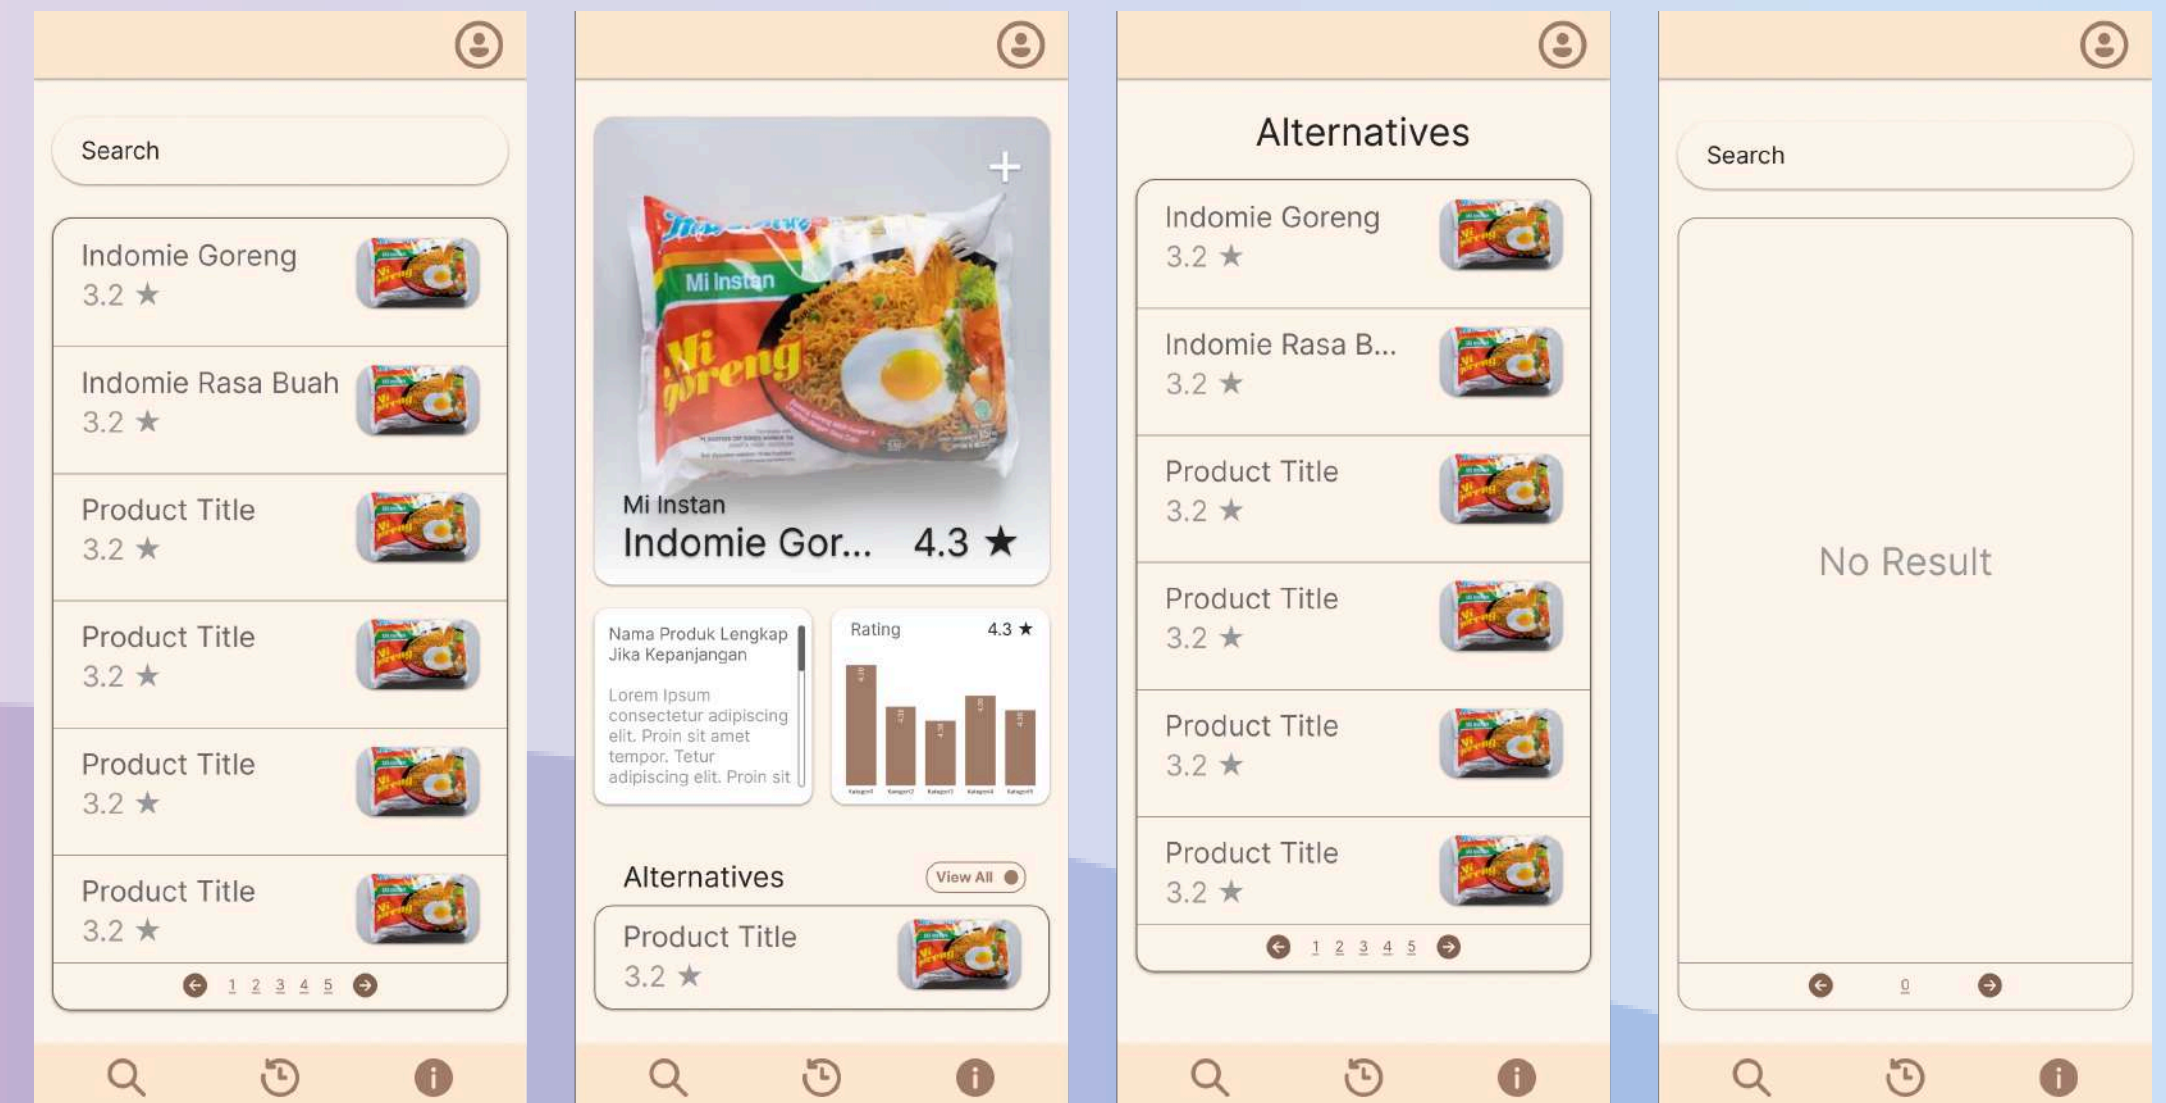 Search
Indomie Goreng
3.2 ★
Indomie Rasa Buah
3.2 ★
Product Title
3.2 ★
Product Title
3.2 ★
Product Title
3.2 ★
Product Title
3.2 ★
1 2 3 4 5
Mi Instan
Mi
goreng
Mi Instan
Indomie Gor... 4.3 ★
Nama Produk Lengkap
Jika Kepanjangan
Lorem Ipsum
consectetur adipiscing
elit. Proin sit amet
tempor. Tetur
adipiscing elit. Proin sit
Rating 4.3 ★
Alternatives
View All
Product Title
3.2 ★
Alternatives
Indomie Goreng
3.2 ★
Indomie Rasa B...
3.2 ★
Product Title
3.2 ★
Product Title
3.2 ★
Product Title
3.2 ★
Product Title
3.2 ★
1 2 3 4 5
Search
No Result
0